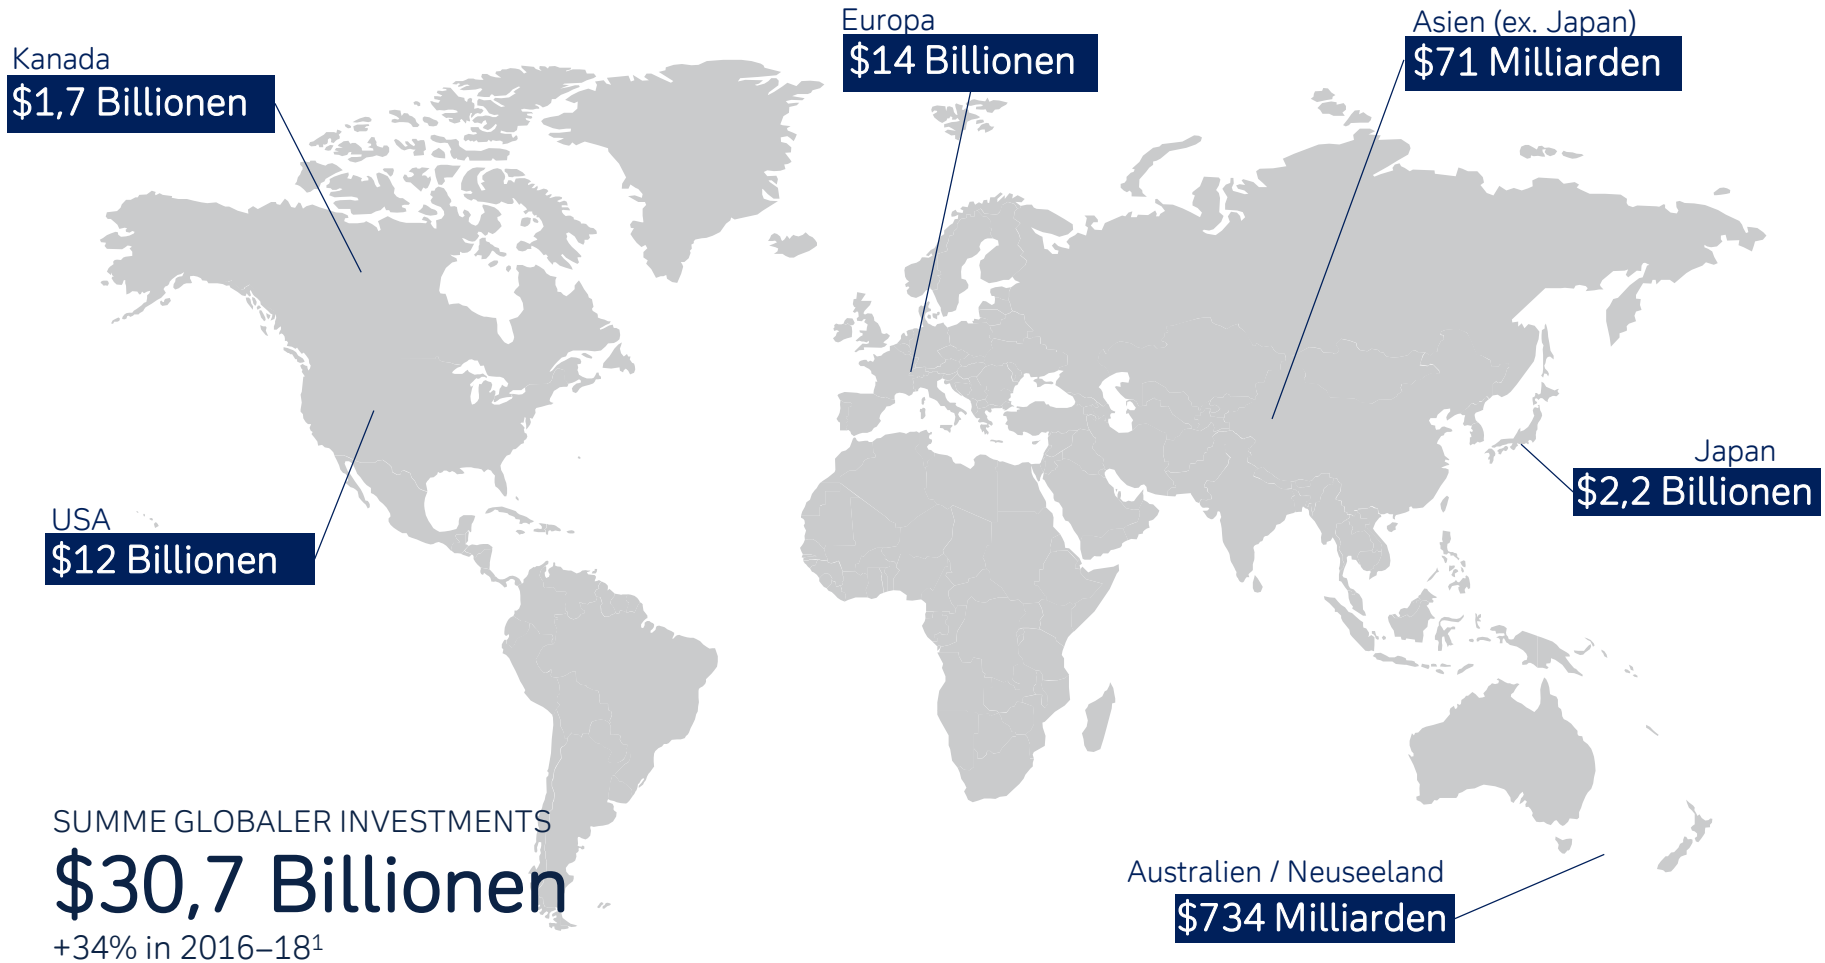 Kanada
$1,7 Billionen
Europa
$14 Billionen
Asien (ex. Japan)
$71 Milliarden
USA
$12 Billionen
Japan
$2,2 Billionen
SUMME GLOBALER INVESTMENTS
$30,7 Billionen
+34% in 2016–18¹
Australien / Neuseeland
$734 Milliarden